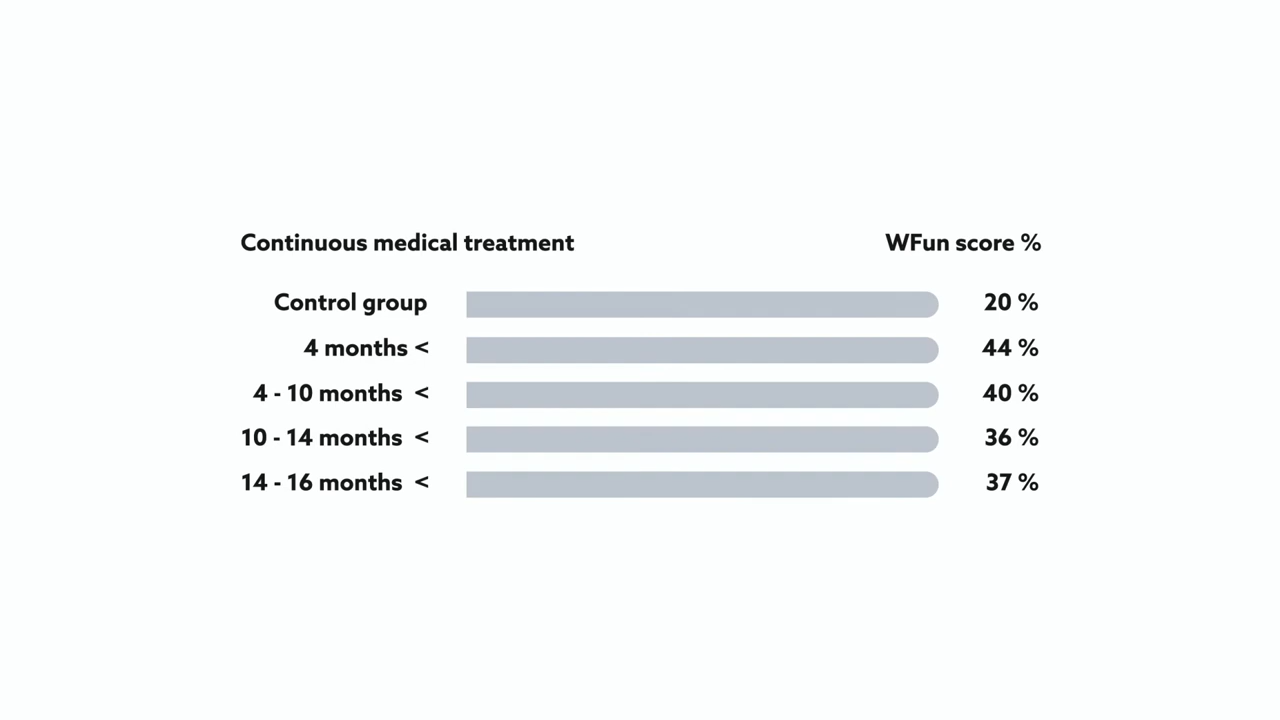 Continuous medical treatment WFun score %
Control group 20 %
4 months < 44 %
4 - 10 months < 40 %
10 - 14 months < 36 %
14 - 16 months < 37 %